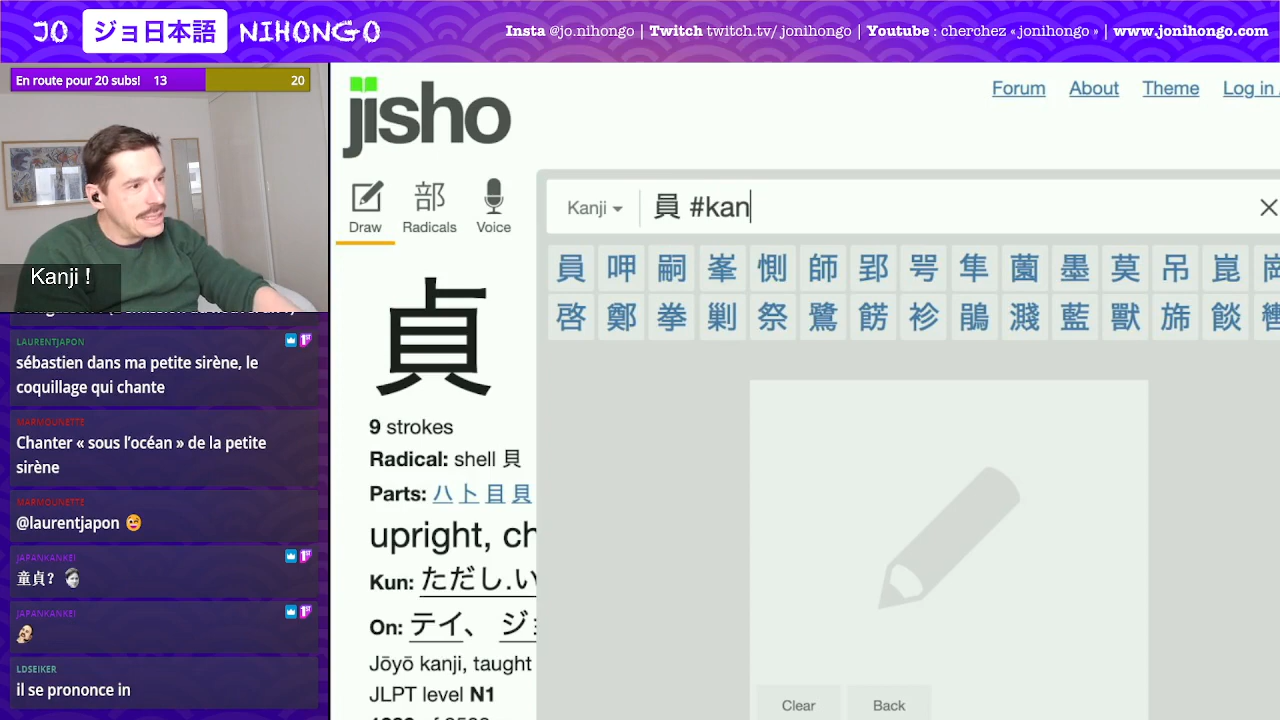 JO ジョ日本語 NIHONGO
Insta @jo.nihongo | Twitch twitch.tv/ jonihongo | Youtube : cherchez « jonihongo » | www.jonihongo.com
En route pour 20 subs! 13 20
Kanji !
LAURENTJAPON
sébastien dans ma petite sirène, le
coquillage qui chante
MARMOUNETTE
Chanter « sous l'océan » de la petite
sirène
MARMOUNETTE
@laurentjapon
JAPANKANKEI
童貞?
JAPANKANKEI
LDSEIKER
il se prononce in
jisho
Forum About Theme Log in
Draw 部 Radicals Voice
Kanji 員 #kan
員 呷 嗣 峯 惻 師 郢 咢 隼 薗 墨 莫 吊 崑
啓 鄭 拳 剿 祭 鷺 餝 衫 鵑 濺 藍 獸 旆 餤
貞
9 strokes
Radical: shell 貝
Parts: ハ 卜 目 貝
upright, ch
Kun: ただし.い
On: テイ、 ジ
Jōyō kanji, taught
JLPT level N1
Clear Back